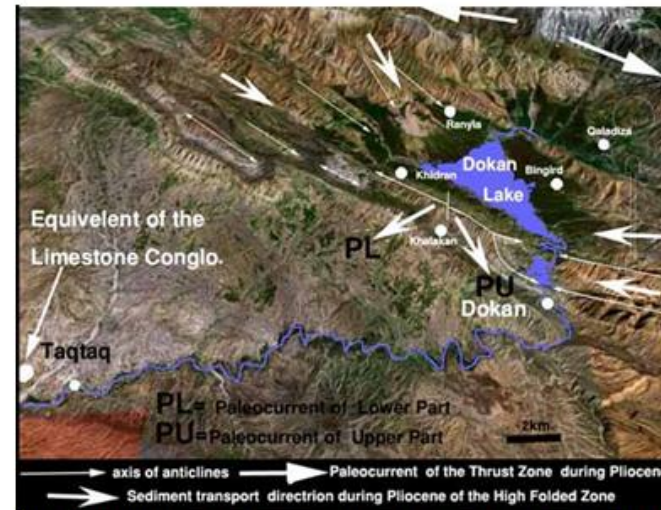 Ranyla
Qaladiza
Dokan
Lake
Khidran
Bingird
Equivelent of the
Limestone Conglo.
Khalakan
PL
PU
Dokan
Taqtaq
PL= Paleocurrent of Lower Part
PU=Paleocurrent of Upper Part
2km
axis of anticlines
Paleocurrent of the Thrust Zone during Pliocen
Sediment transport directrion during Pliocene of the High Folded Zone